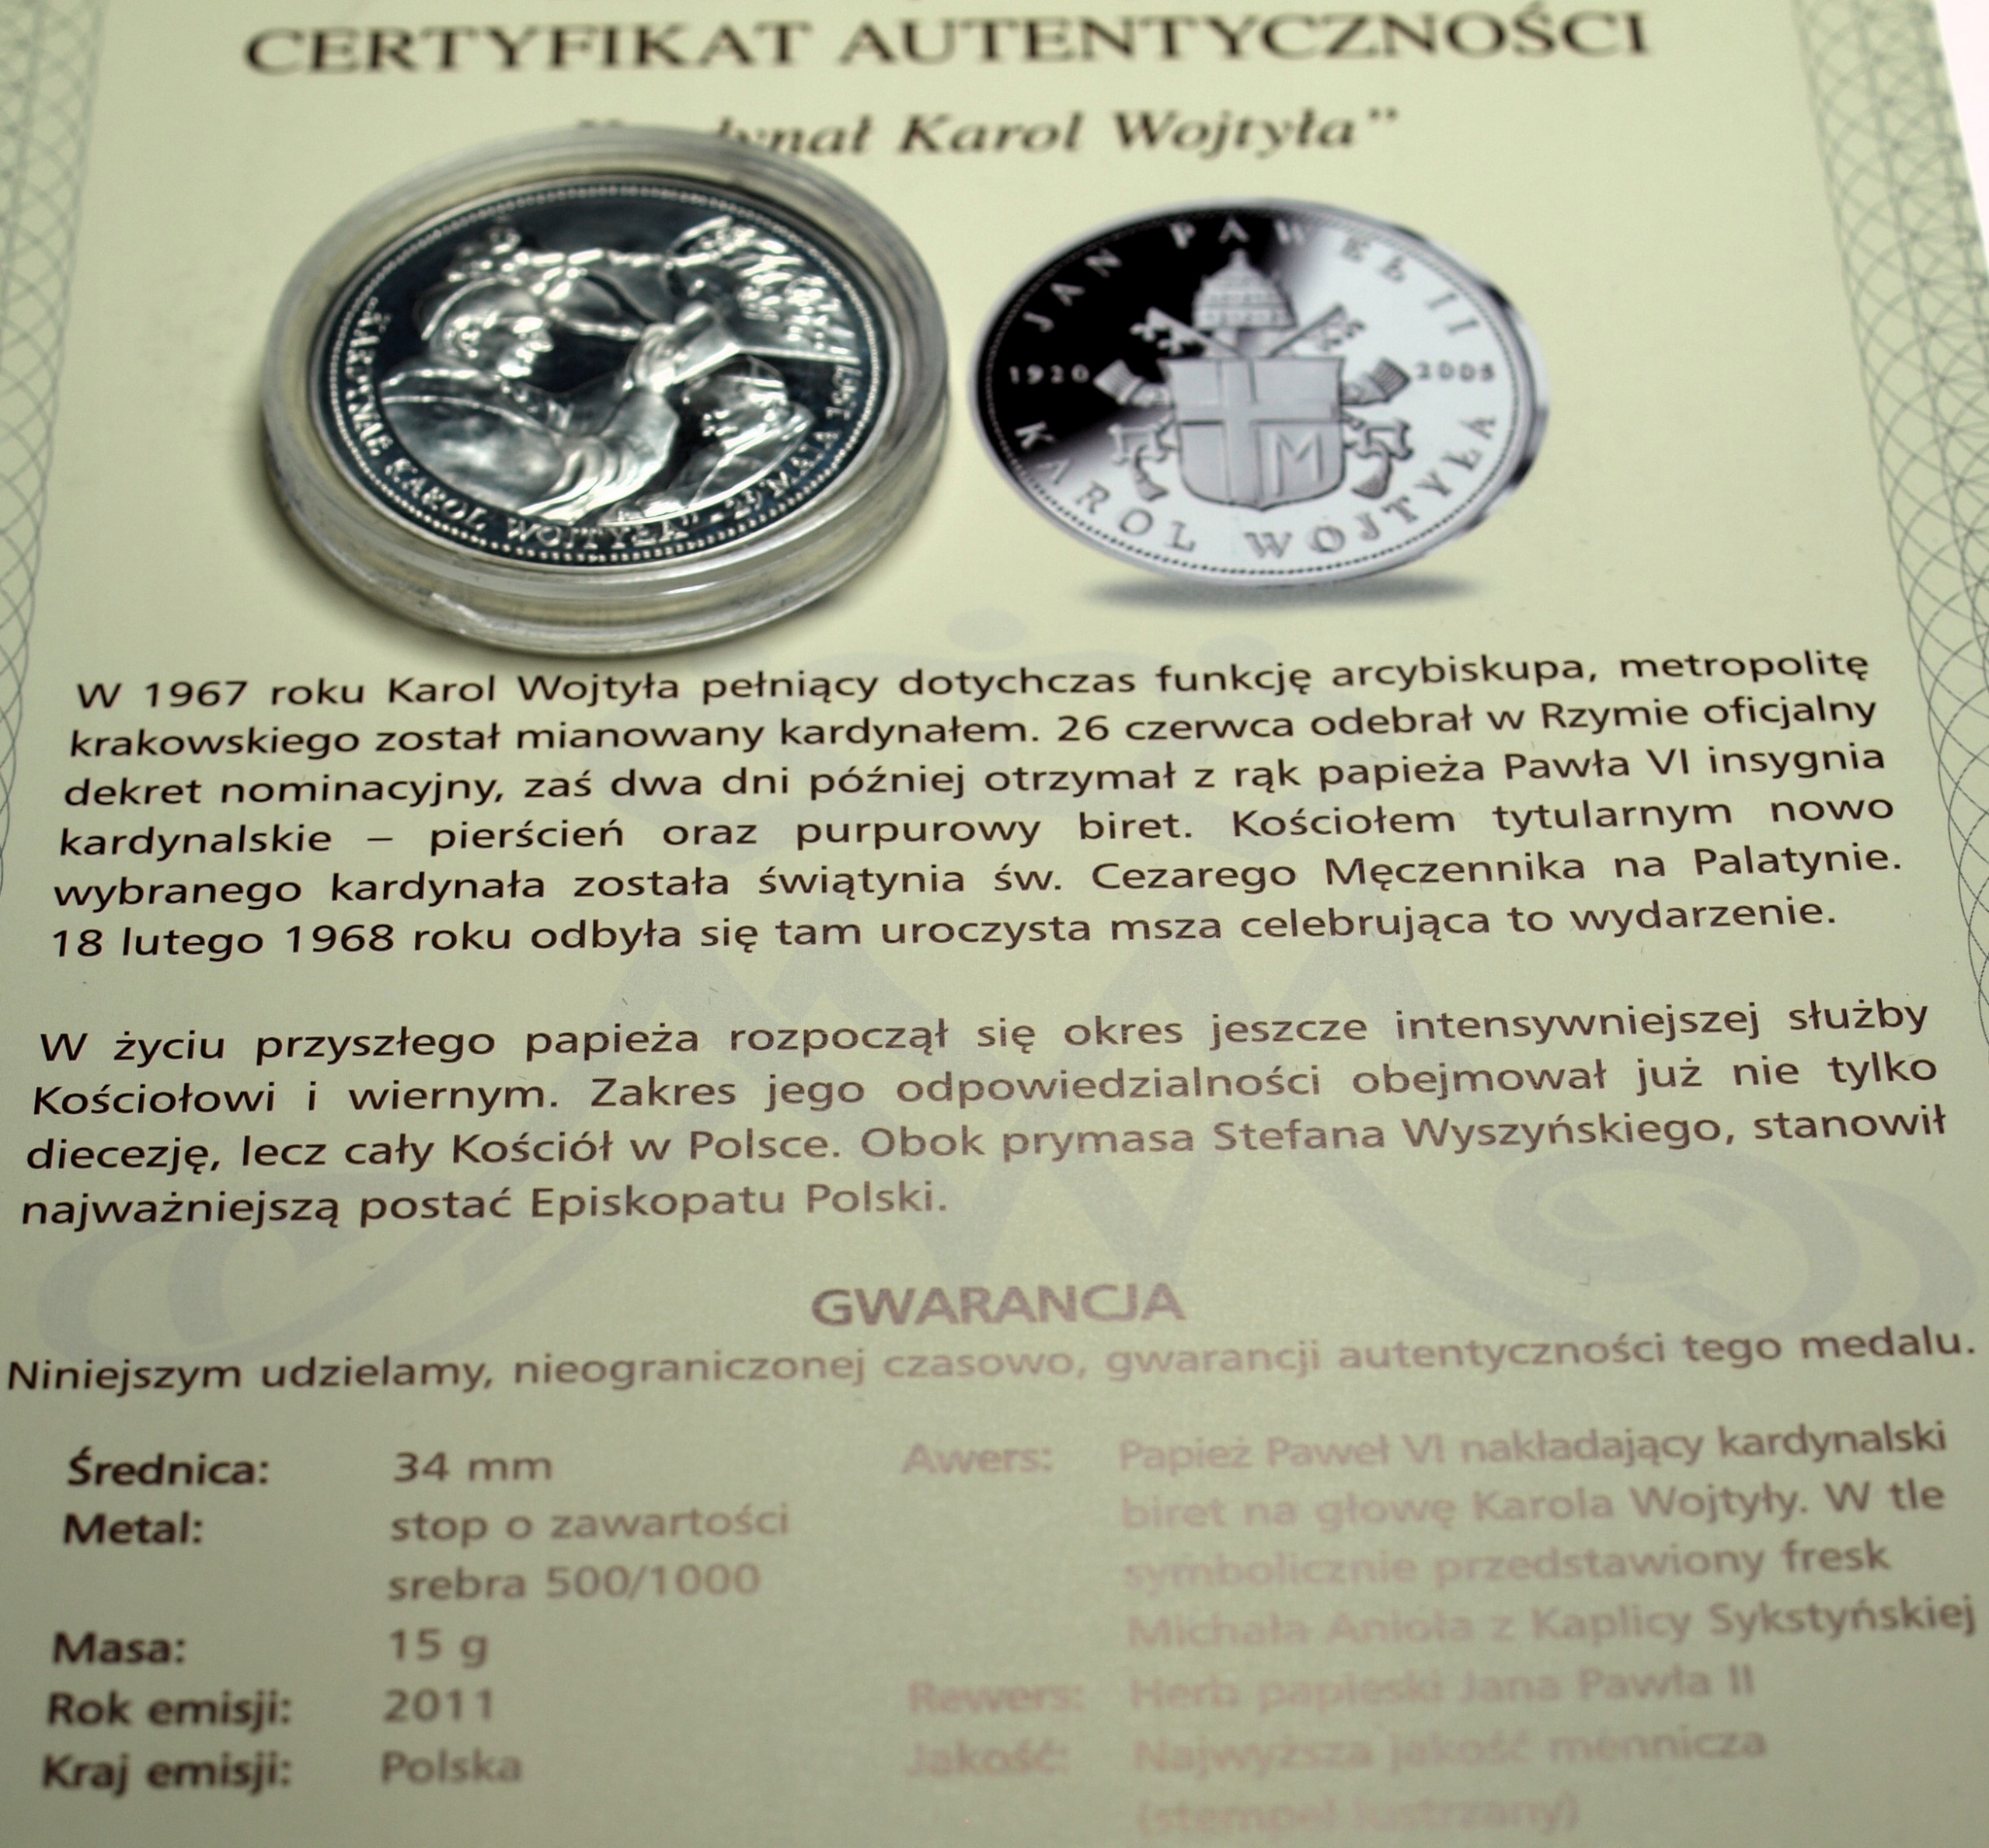 CERTYFIKAT AUTENTYCZNOŚCI
Karol Wojtyła”
KARDYNAŁ KAROL WOJTYŁA
MAJA 1967
JAN PAWEŁ II
1920 2005
KAROL WOJTYŁA
M
W 1967 roku Karol Wojtyła pełniący dotychczas funkcję arcybiskupa, metropolitę
krakowskiego został mianowany kardynałem. 26 czerwca odebrał w Rzymie oficjalny
dekret nominacyjny, zaś dwa dni później otrzymał z rąk papieża Pawła VI insygnia
kardynalskie – pierścień oraz purpurowy biret. Kościołem tytularnym nowo
wybranego kardynała została świątynia św. Cezarego Męczennika na Palatynie.
18 lutego 1968 roku odbyła się tam uroczysta msza celebrująca to wydarzenie.
W życiu przyszłego papieża rozpoczął się okres jeszcze intensywniejszej służby
Kościołowi i wiernym. Zakres jego odpowiedzialności obejmował już nie tylko
diecezję, lecz cały Kościół w Polsce. Obok prymasa Stefana Wyszyńskiego, stanowił
najważniejszą postać Episkopatu Polski.
GWARANCJA
Niniejszym udzielamy, nieograniczonej czasowo, gwarancji autentyczności tego medalu.
Średnica: 34 mm
Metal: stop o zawartości
srebra 500/1000
Masa: 15 g
Rok emisji: 2011
Kraj emisji: Polska
Awers: Papież Paweł VI nakładający kardynalski
biret na głowę Karola Wojtyły. W tle
symbolicznie przedstawiony fresk
Michała Anioła z Kaplicy Sykstyńskiej
Rewers: Herb papieski Jana Pawła II
Jakość: Najwyższa jakość mennicza
(stempel lustrzany)